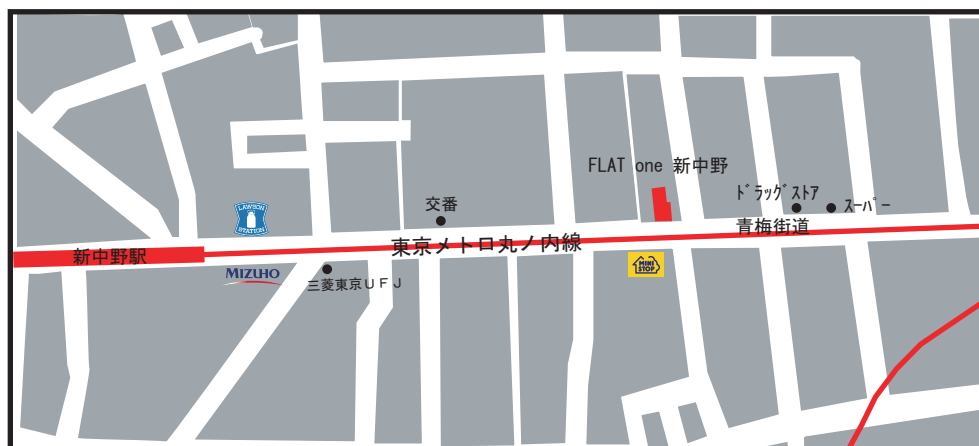 FLAT one 新中野
ﾄﾞﾗｯｸﾞｽﾄｱ
交番
ｽｰﾊﾟｰ
LAWSON
STATION
青梅街道
東京メトロ丸ノ内線
新中野駅
MINI
STOP
MIZUHO
三菱東京ＵＦＪ